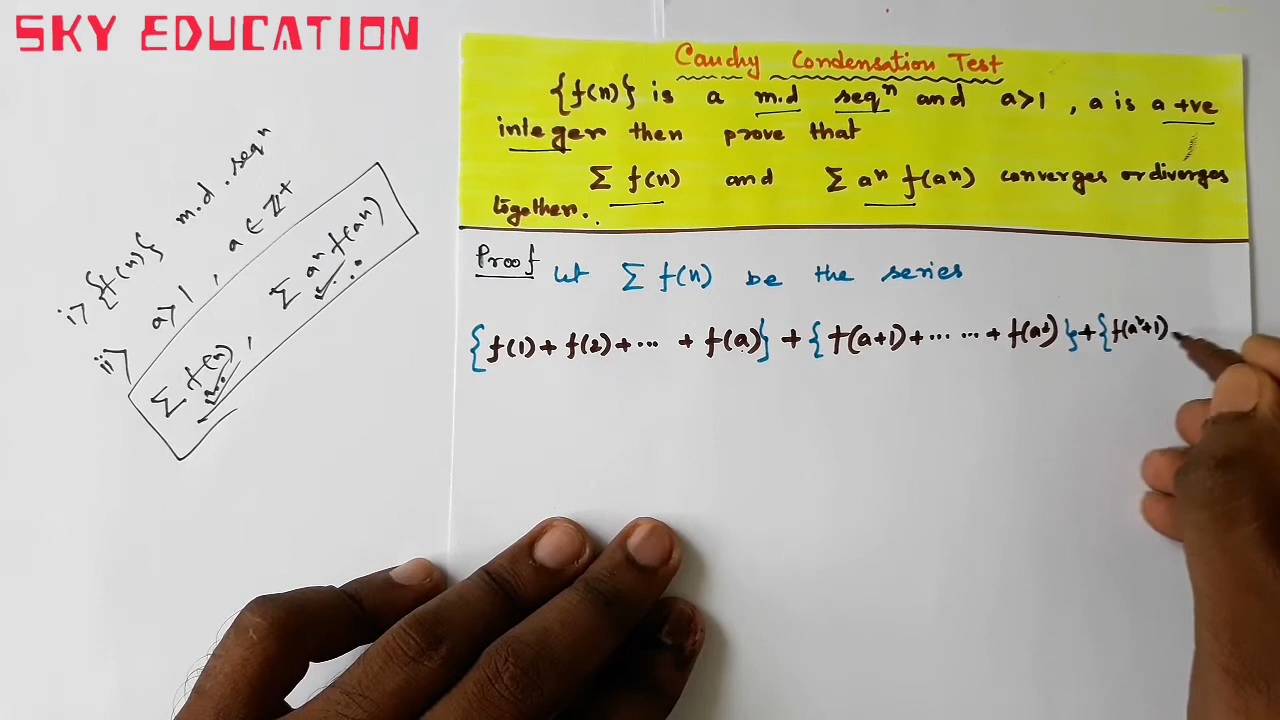 SKY EDUCATION
Cauchy Condensation Test
{f(n)} is a m.d seqⁿ and a>1, a is a +ve
integer then prove that
Σ f(n) and Σ aⁿ f(aⁿ) converges or diverges
together.
Proof Let Σ f(n) be the series
{f(1) + f(2) + ... + f(a)} + {f(a+1) + ... ... + f(a²)} + {f(a²+1)
i> {f(n)} m.d. seqⁿ
ii> a>1, a ∈ Z+
Σ f(n), Σ aⁿ f(aⁿ)